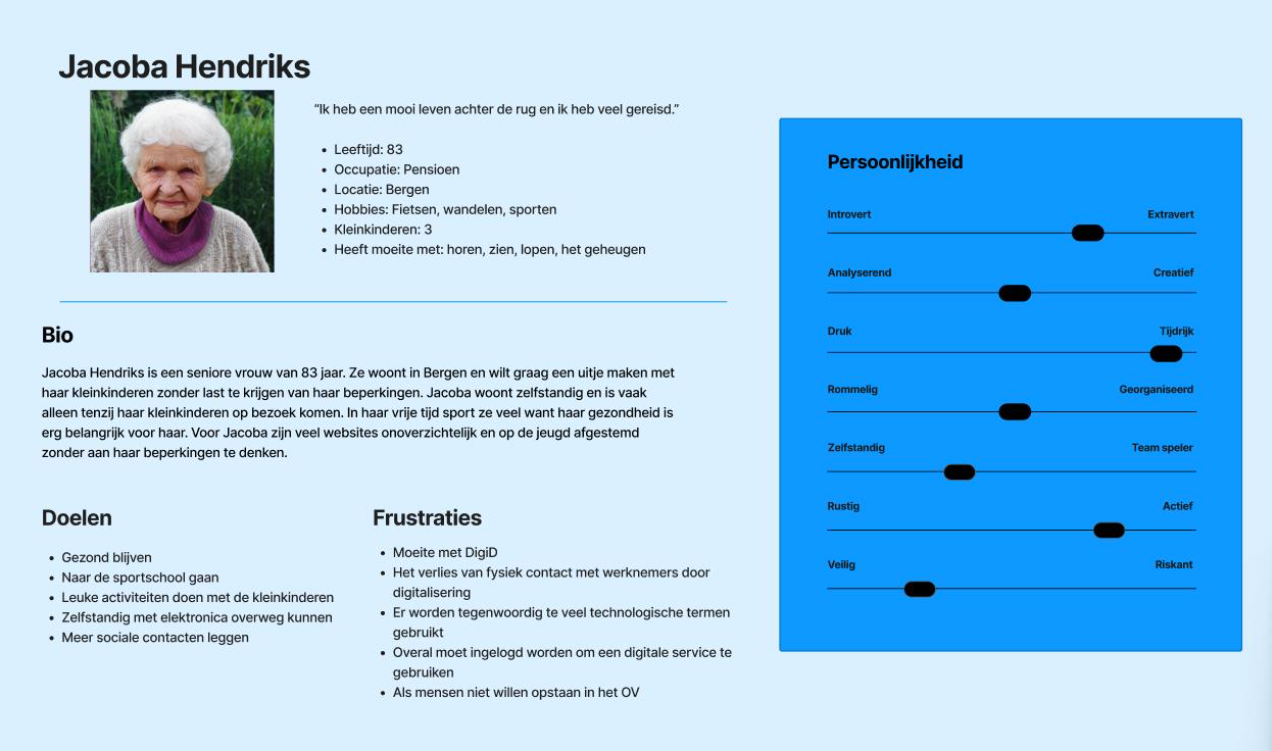 Jacoba Hendriks
“Ik heb een mooi leven achter de rug en ik heb veel gereisd.”
• Leeftijd: 83
• Occupatie: Pensioen
• Locatie: Bergen
• Hobbies: Fietsen, wandelen, sporten
• Kleinkinderen: 3
• Heeft moeite met: horen, zien, lopen, het geheugen
Bio
Jacoba Hendriks is een seniore vrouw van 83 jaar. Ze woont in Bergen en wilt graag een uitje maken met
haar kleinkinderen zonder last te krijgen van haar beperkingen. Jacoba woont zelfstandig en is vaak
alleen tenzij haar kleinkinderen op bezoek komen. In haar vrije tijd sport ze veel want haar gezondheid is
erg belangrijk voor haar. Voor Jacoba zijn veel websites onoverzichtelijk en op de jeugd afgestemd
zonder aan haar beperkingen te denken.
Doelen
• Gezond blijven
• Naar de sportschool gaan
• Leuke activiteiten doen met de kleinkinderen
• Zelfstandig met elektronica overweg kunnen
• Meer sociale contacten leggen
Frustraties
• Moeite met DigiD
• Het verlies van fysiek contact met werknemers door
digitalisering
• Er worden tegenwoordig te veel technologische termen
gebruikt
• Overal moet ingelogd worden om een digitale service te
gebruiken
• Als mensen niet willen opstaan in het OV
Persoonlijkheid
Introvert Extravert
Analyserend Creatief
Druk Tijdrijk
Rommelig Georganiseerd
Zelfstandig Team speler
Rustig Actief
Veilig Riskant